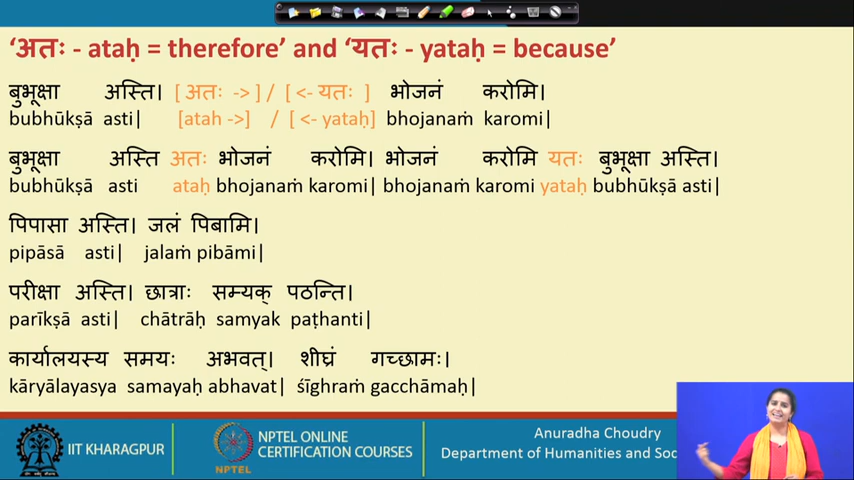 ‘अतः - ataḥ = therefore’ and ‘यतः - yataḥ = because’
बुभूक्षा अस्ति। [ अतः -> ] / [ <- यतः ] भोजनं करोमि।
bubhūkṣā asti| [atah ->] / [ <- yataḥ] bhojanaṁ karomi|
बुभूक्षा अस्ति अतः भोजनं करोमि। भोजनं करोमि यतः बुभूक्षा अस्ति।
bubhūkṣā asti ataḥ bhojanaṁ karomi| bhojanaṁ karomi yataḥ bubhūkṣā asti|
पिपासा अस्ति। जलं पिबामि।
pipāsā asti| jalaṁ pibāmi|
परीक्षा अस्ति। छात्राः सम्यक् पठन्ति।
parīkṣā asti| chātrāḥ samyak paṭhanti|
कार्यालयस्य समयः अभवत्। शीघ्रं गच्छामः।
kāryālayasya samayaḥ abhavat| śīghraṁ gacchāmaḥ|
IIT KHARAGPUR
NPTEL
NPTEL ONLINE
CERTIFICATION COURSES
Anuradha Choudry
Department of Humanities and Soc